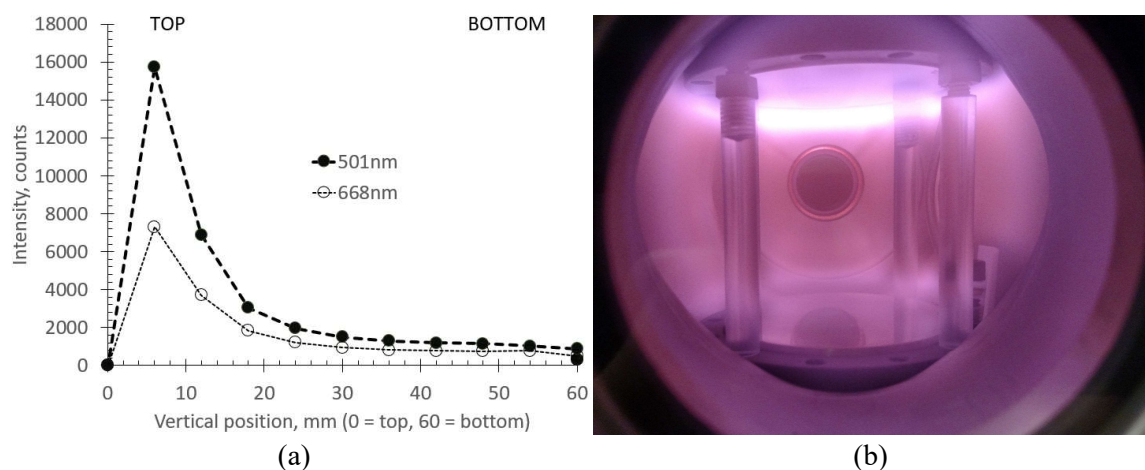 18000
16000
14000
12000
10000
8000
6000
4000
2000
0
Intensity, counts
TOP
BOTTOM
501nm
668nm
0
10
20
30
40
50
60
Vertical position, mm (0 = top, 60 = bottom)
(a)
(b)